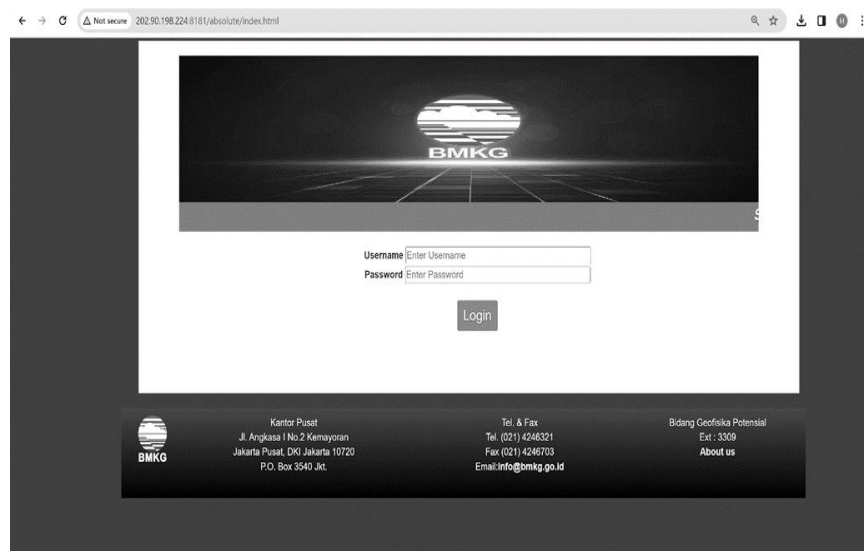 Not secure 202.90.198.224:8181/absolute/index.html
BMKG
S
Username Enter Username
Password Enter Password
Login
BMKG
Kantor Pusat
Jl. Angkasa I No.2 Kemayoran
Jakarta Pusat, DKI Jakarta 10720
P.O. Box 3540 Jkt.
Tel. & Fax
Tel. (021) 4246321
Fax (021) 4246703
Email:info@bmkg.go.id
Bidang Geofisika Potensial
Ext : 3309
About us